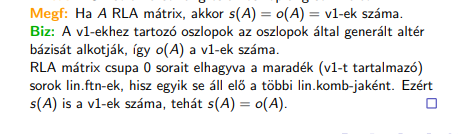 Megf: Ha A RLA mátrix, akkor s(A) = o(A) = v1-ek száma.
Biz: A v1-ekhez tartozó oszlopok az oszlopok által generált altér
bázisát alkotják, így o(A) a v1-ek száma.
RLA mátrix csupa 0 sorait elhagyva a maradék (v1-t tartalmazó)
sorok lin.ftn-ek, hisz egyik se áll elő a többi lin.komb-jaként. Ezért
s(A) is a v1-ek száma, tehát s(A) = o(A). □